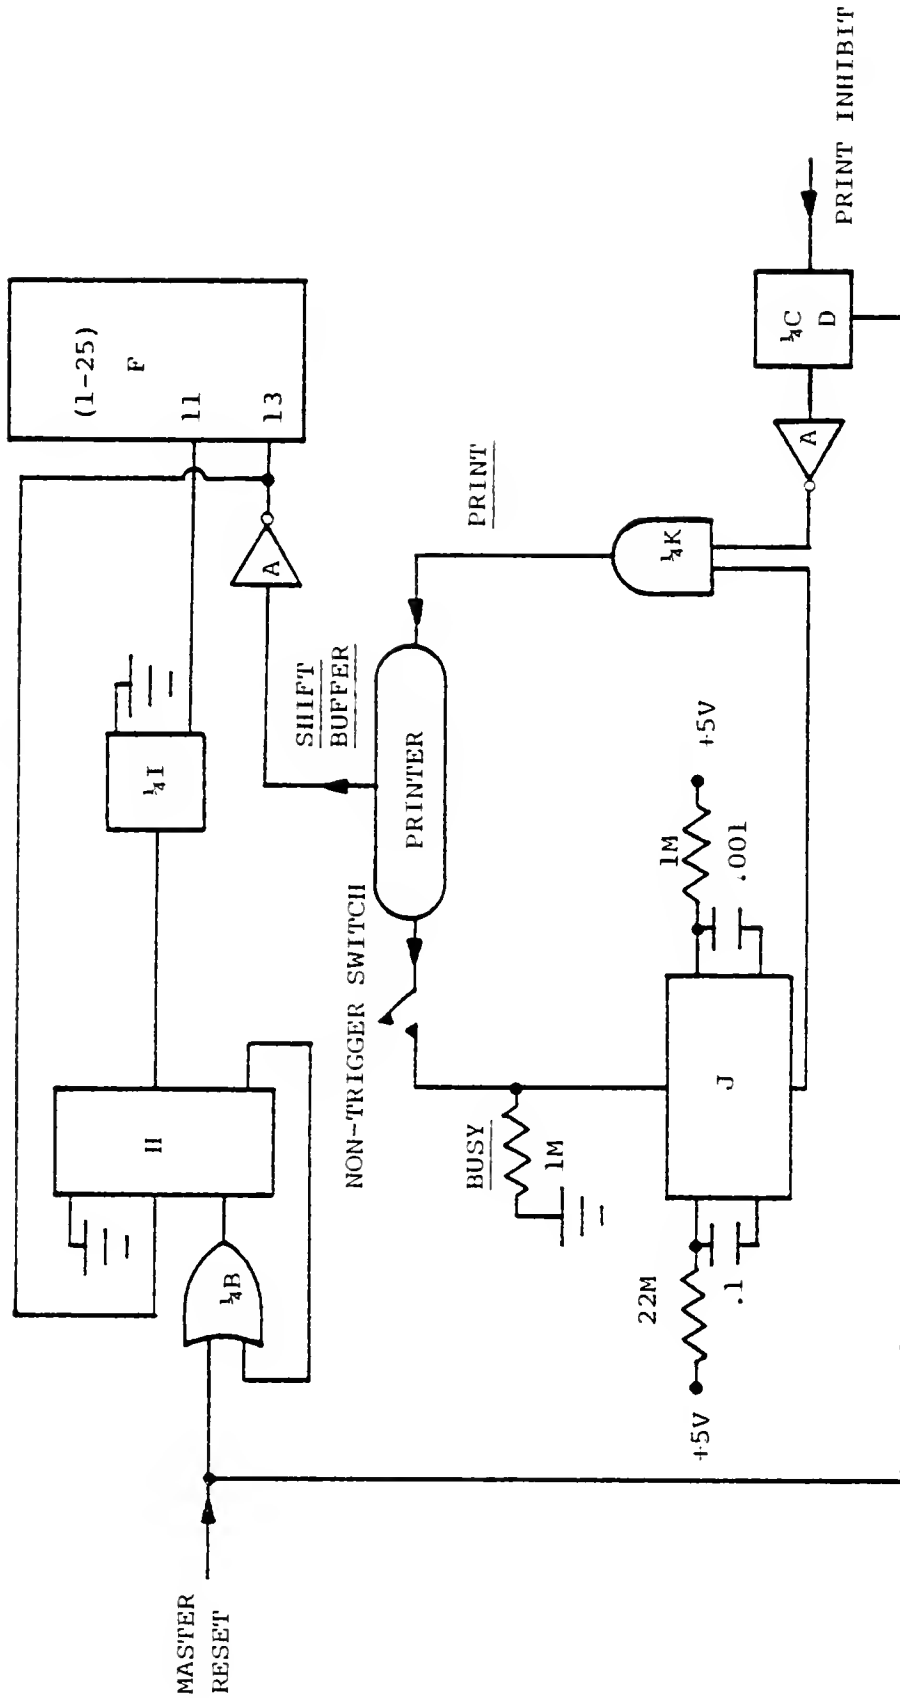 MASTER
RESET
¼B
H
¼I
(1-25)
F
11
13
A
SHIFT
BUFFER
PRINTER
PRINT
NON-TRIGGER SWITCH
BUSY
1M
22M
.1
+5V
J
1M
.001
+5V
¼K
A
¼C
D
PRINT INHIBIT